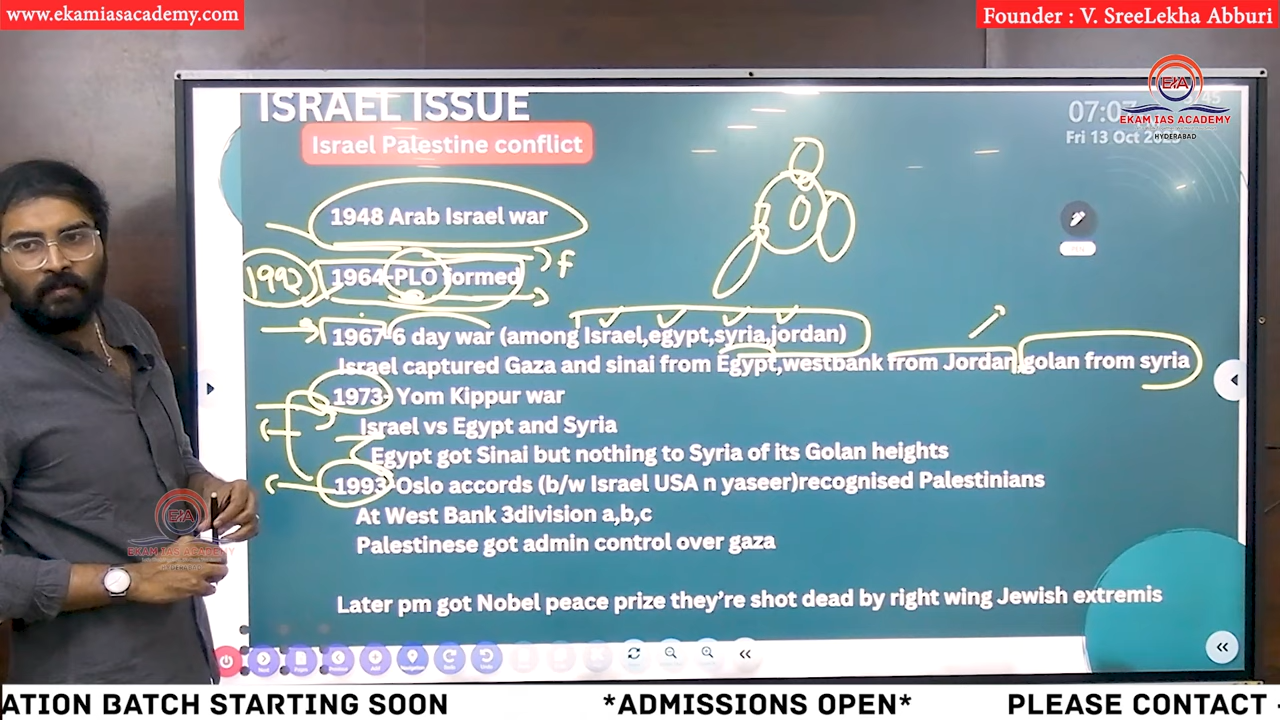 www.ekamiasacademy.com
Founder : V. SreeLekha Abburi
ISRAEL ISSUE
Israel Palestine conflict
07:07
EKAM IAS ACADEMY
HYDERABAD
Fri 13 Oct
1948 Arab Israel war
1992
1964-PLO formed
f
1967-6 day war (among Israel,egypt,syria,jordan)
Israel captured Gaza and sinai from Egypt,westbank from Jordan,golan from syria
1973- Yom Kippur war
Israel vs Egypt and Syria
Egypt got Sinai but nothing to Syria of its Golan heights
1993-Oslo accords (b/w Israel USA n yaseer)recognised Palestinians
At West Bank 3division a,b,c
Palestinese got admin control over gaza
Later pm got Nobel peace prize they're shot dead by right wing Jewish extremis
EKAM IAS ACADEMY
ATION BATCH STARTING SOON *ADMISSIONS OPEN* PLEASE CONTACT -